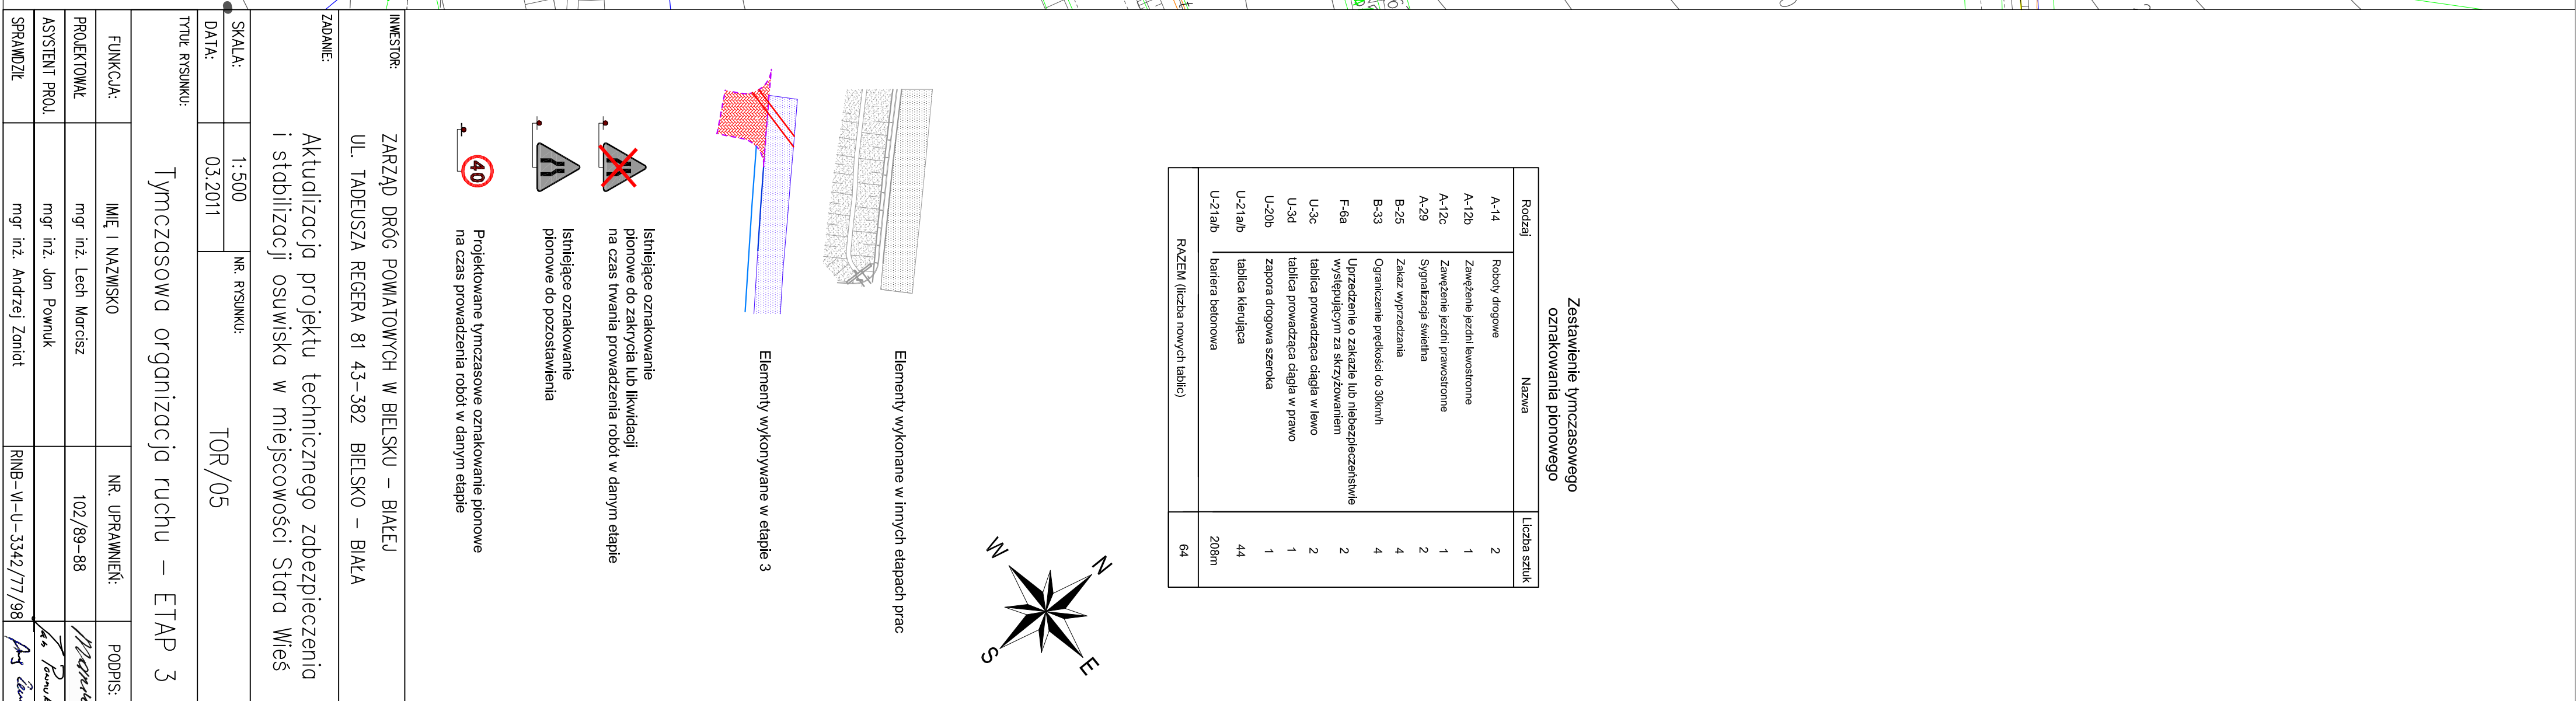 Zestawienie tymczasowego
oznakowania pionowego
Rodzaj Nazwa Liczba sztuk
A-14 Roboty drogowe 2
A-12b Zawężenie jezdni lewostronne 1
A-12c Zawężenie jezdni prawostronne 1
A-29 Sygnalizacja świetlna 2
B-25 Zakaz wyprzedzania 4
B-33 Ograniczenie prędkości do 30km/h 4
F-6a Uprzedzenie o zakazie lub niebezpieczeństwie
występującym za skrzyżowaniem 2
U-3c tablica prowadząca ciągła w lewo 2
U-3d tablica prowadząca ciągła w prawo 1
U-20b zapora drogowa szeroka 1
U-21a/b tablica kierująca 44
U-21a/b bariera betonowa 208m
RAZEM (liczba nowych tablic) 64
N
E
S
W
Elementy wykonane w innych etapach prac
Elementy wykonywane w etapie 3
Istniejące oznakowanie
pionowe do zakrycia lub likwidacji
na czas trwania prowadzenia robót w danym etapie
Istniejące oznakowanie
pionowe do pozostawienia
40
Projektowane tymczasowe oznakowanie pionowe
na czas prowadzenia robót w danym etapie
INWESTOR:
ZARZĄD DRÓG POWIATOWYCH W BIELSKU - BIAŁEJ
UL. TADEUSZA REGERA 81 43-382 BIELSKO - BIAŁA
ZADANIE:
Aktualizacja projektu technicznego zabezpieczenia
i stabilizacji osuwiska w miejscowości Stara Wieś
SKALA: 1:500
DATA: 03.2011
NR. RYSUNKU:
TOR/05
TYTUŁ RYSUNKU:
Tymczasowa organizacja ruchu - ETAP 3
FUNKCJA: IMIĘ I NAZWISKO NR. UPRAWNIEŃ: PODPIS:
PROJEKTOWAŁ mgr inż. Lech Marcisz 102/89-88
ASYSTENT PROJ. mgr inż. Jan Pownuk
SPRAWDZIŁ mgr inż. Andrzej Zaniat RINB-VI-U-3342/77/98